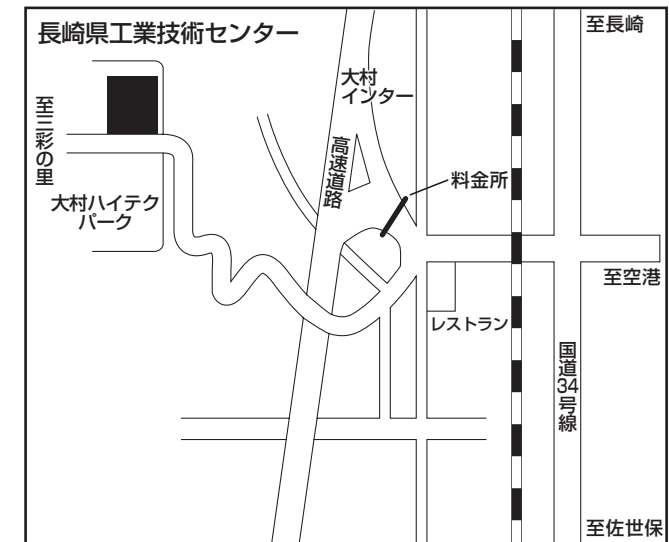 長崎県工業技術センター
至長崎
大村
インター
至三彩の里
高速道路
料金所
大村ハイテク
パーク
至空港
レストラン
国道34号線
至佐世保